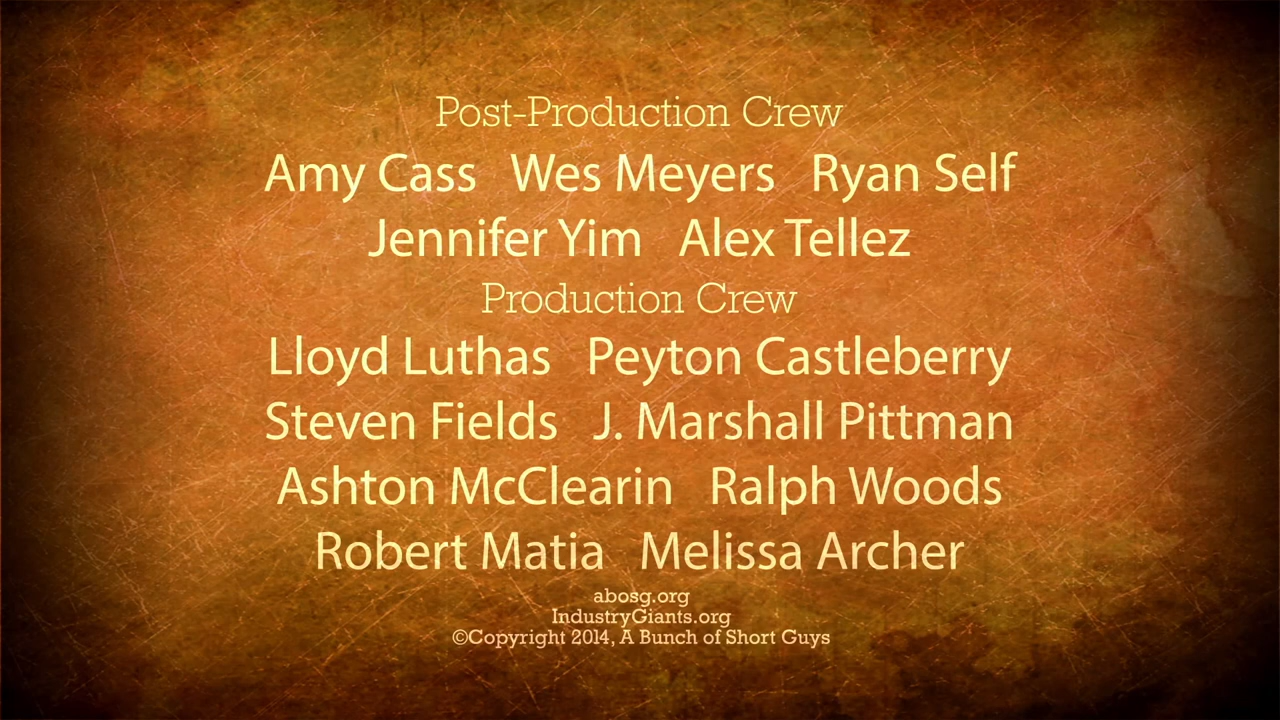 Post-Production Crew
Amy Cass Wes Meyers Ryan Self
Jennifer Yim Alex Tellez
Production Crew
Lloyd Luthas Peyton Castleberry
Steven Fields J. Marshall Pittman
Ashton McClearin Ralph Woods
Robert Matia Melissa Archer
abosg.org
IndustryGiants.org
©Copyright 2014, A Bunch of Short Guys